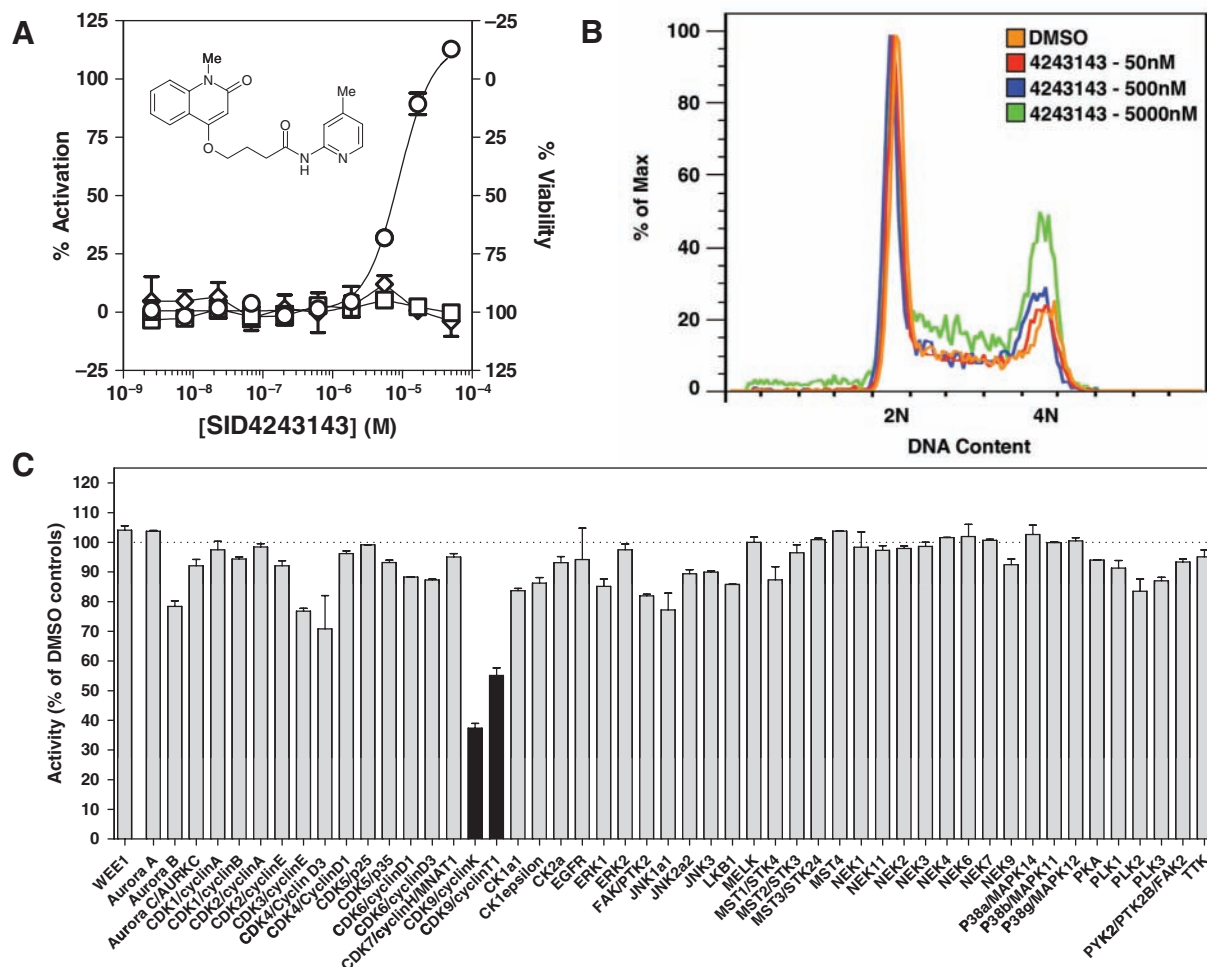 A
% Activation
125
100
75
50
25
0
−25
−25
0
25
50
75
100
125
% Viability
Me
N
O
O
O
N
H
N
Me
10⁻⁹ 10⁻⁸ 10⁻⁷ 10⁻⁶ 10⁻⁵ 10⁻⁴
[SID4243143] (M)
B
% of Max
100
80
60
40
20
0
DMSO
4243143 - 50nM
4243143 - 500nM
4243143 - 5000nM
2N 4N
DNA Content
C
Activity (% of DMSO controls)
120
110
100
90
80
70
60
50
40
30
20
10
0
WEE1
Aurora A
Aurora B
Aurora C/AURKC
CDK1/cyclinA
CDK1/cyclinB
CDK2/cyclinA
CDK2/cyclinE
CDK3/cyclinE
CDK4/Cyclin D3
CDK4/cyclinD1
CDK5/p25
CDK5/p35
CDK6/cyclinD1
CDK6/cyclinD3
CDK7/cyclinH/MNAT1
CDK9/cyclinK
CDK9/cyclinT1
CK1a1
CK1epsilon
CK2a
EGFR
ERK1
ERK2
FAK/PTK2
JNK1a1
JNK2a2
JNK3
LKB1
MELK
MST1/STK4
MST2/STK3
MST3/STK24
MST4
NEK1
NEK11
NEK2
NEK3
NEK4
NEK6
NEK7
NEK9
P38a/MAPK14
P38b/MAPK11
P38g/MAPK12
PKA
PLK1
PLK2
PLK3
PYK2/PTK2B/FAK2
TTK